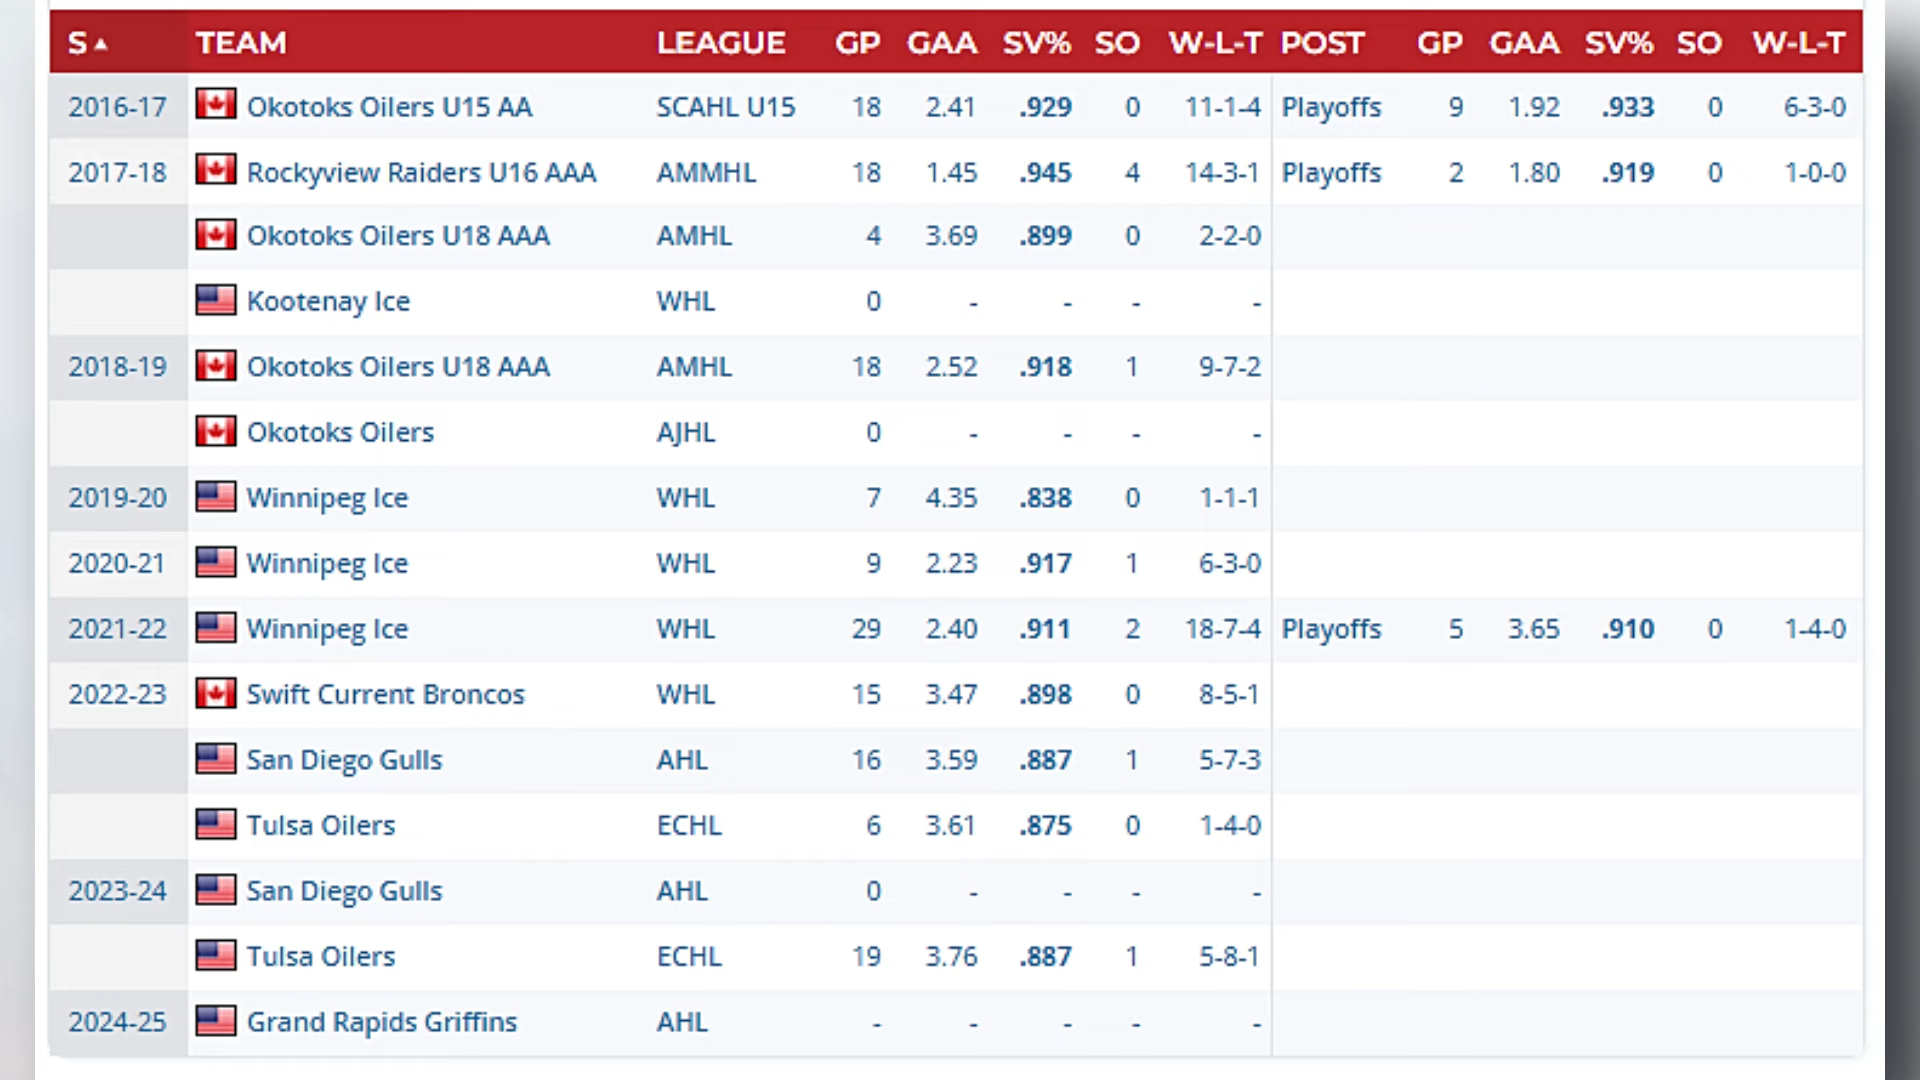 S▲ TEAM LEAGUE GP GAA SV% SO W-L-T POST GP GAA SV% SO W-L-T
2016-17 Okotoks Oilers U15 AA SCAHL U15 18 2.41 .929 0 11-1-4 Playoffs 9 1.92 .933 0 6-3-0
2017-18 Rockyview Raiders U16 AAA AMMHL 18 1.45 .945 4 14-3-1 Playoffs 2 1.80 .919 0 1-0-0
Okotoks Oilers U18 AAA AMHL 4 3.69 .899 0 2-2-0
Kootenay Ice WHL 0 - - - -
2018-19 Okotoks Oilers U18 AAA AMHL 18 2.52 .918 1 9-7-2
Okotoks Oilers AJHL 0 - - - -
2019-20 Winnipeg Ice WHL 7 4.35 .838 0 1-1-1
2020-21 Winnipeg Ice WHL 9 2.23 .917 1 6-3-0
2021-22 Winnipeg Ice WHL 29 2.40 .911 2 18-7-4 Playoffs 5 3.65 .910 0 1-4-0
2022-23 Swift Current Broncos WHL 15 3.47 .898 0 8-5-1
San Diego Gulls AHL 16 3.59 .887 1 5-7-3
Tulsa Oilers ECHL 6 3.61 .875 0 1-4-0
2023-24 San Diego Gulls AHL 0 - - - -
Tulsa Oilers ECHL 19 3.76 .887 1 5-8-1
2024-25 Grand Rapids Griffins AHL - - - - -